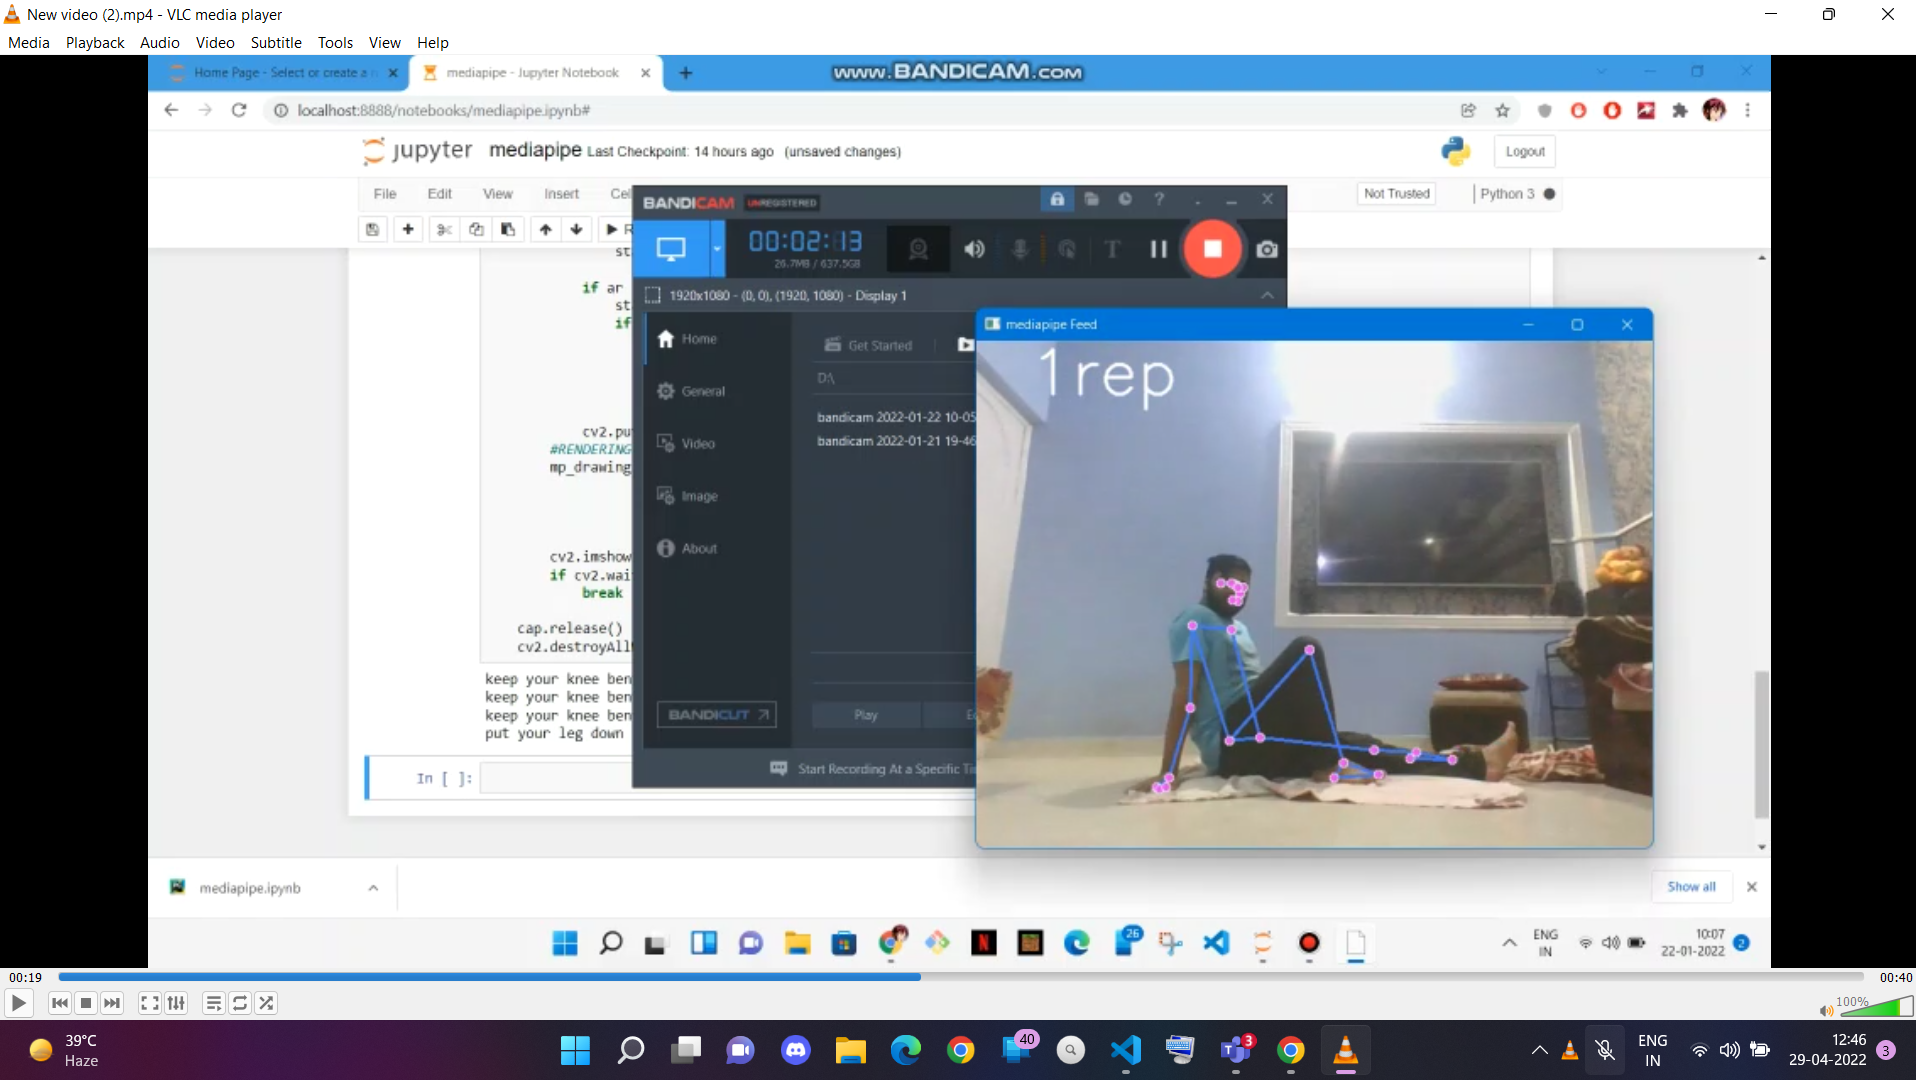 New video (2).mp4 - VLC media player
Media Playback Audio Video Subtitle Tools View Help
Home Page - Select or create a n
mediapipe - Jupyter Notebook
www.BANDICAM.com
localhost:8888/notebooks/mediapipe.ipynb#
jupyter mediapipe Last Checkpoint: 14 hours ago (unsaved changes)
Logout
File Edit View Insert Cel
Not Trusted
Python 3
R
BANDICAM UNREGISTERED
00:02:13
26.7MB / 637.5GB
1920x1080 - (0, 0), (1920, 1080) - Display 1
Home
General
Video
Image
About
BANDICUT
Get Started
D:\
bandicam 2022-01-22 10-05
bandicam 2022-01-21 19-46
Play
Start Recording At a Specific Ti
st
if ar
st
if
cv2.pu
#RENDERING
mp_drawing
cv2.imshow
if cv2.wai
break
cap.release()
cv2.destroyAll
keep your knee ben
keep your knee ben
keep your knee ben
put your leg down
In [ ]:
mediapipe Feed
1 rep
mediapipe.ipynb
Show all
26
ENG
IN
10:07
22-01-2022
2
00:19
00:40
100%
39°C
Haze
40
3
ENG
IN
12:46
29-04-2022
3